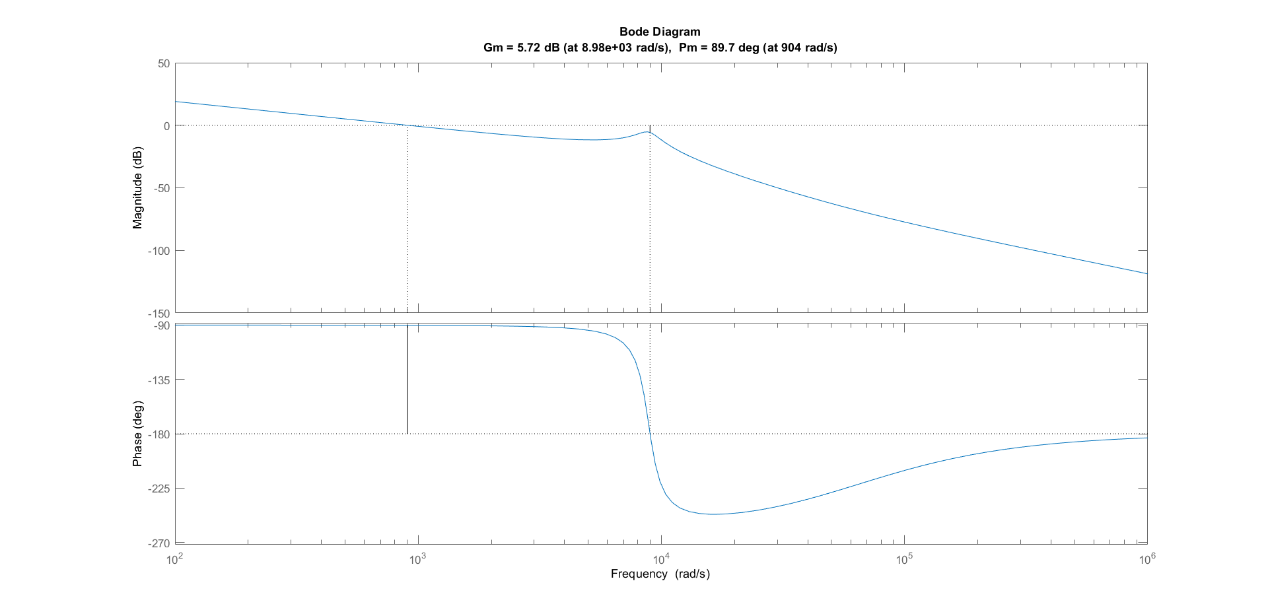 Bode Diagram
Gm = 5.72 dB (at 8.98e+03 rad/s), Pm = 89.7 deg (at 904 rad/s)
50
0
-50
-100
-150
Magnitude (dB)
-90
-135
-180
-225
-270
Phase (deg)
10^2 10^3 10^4 10^5 10^6
Frequency (rad/s)